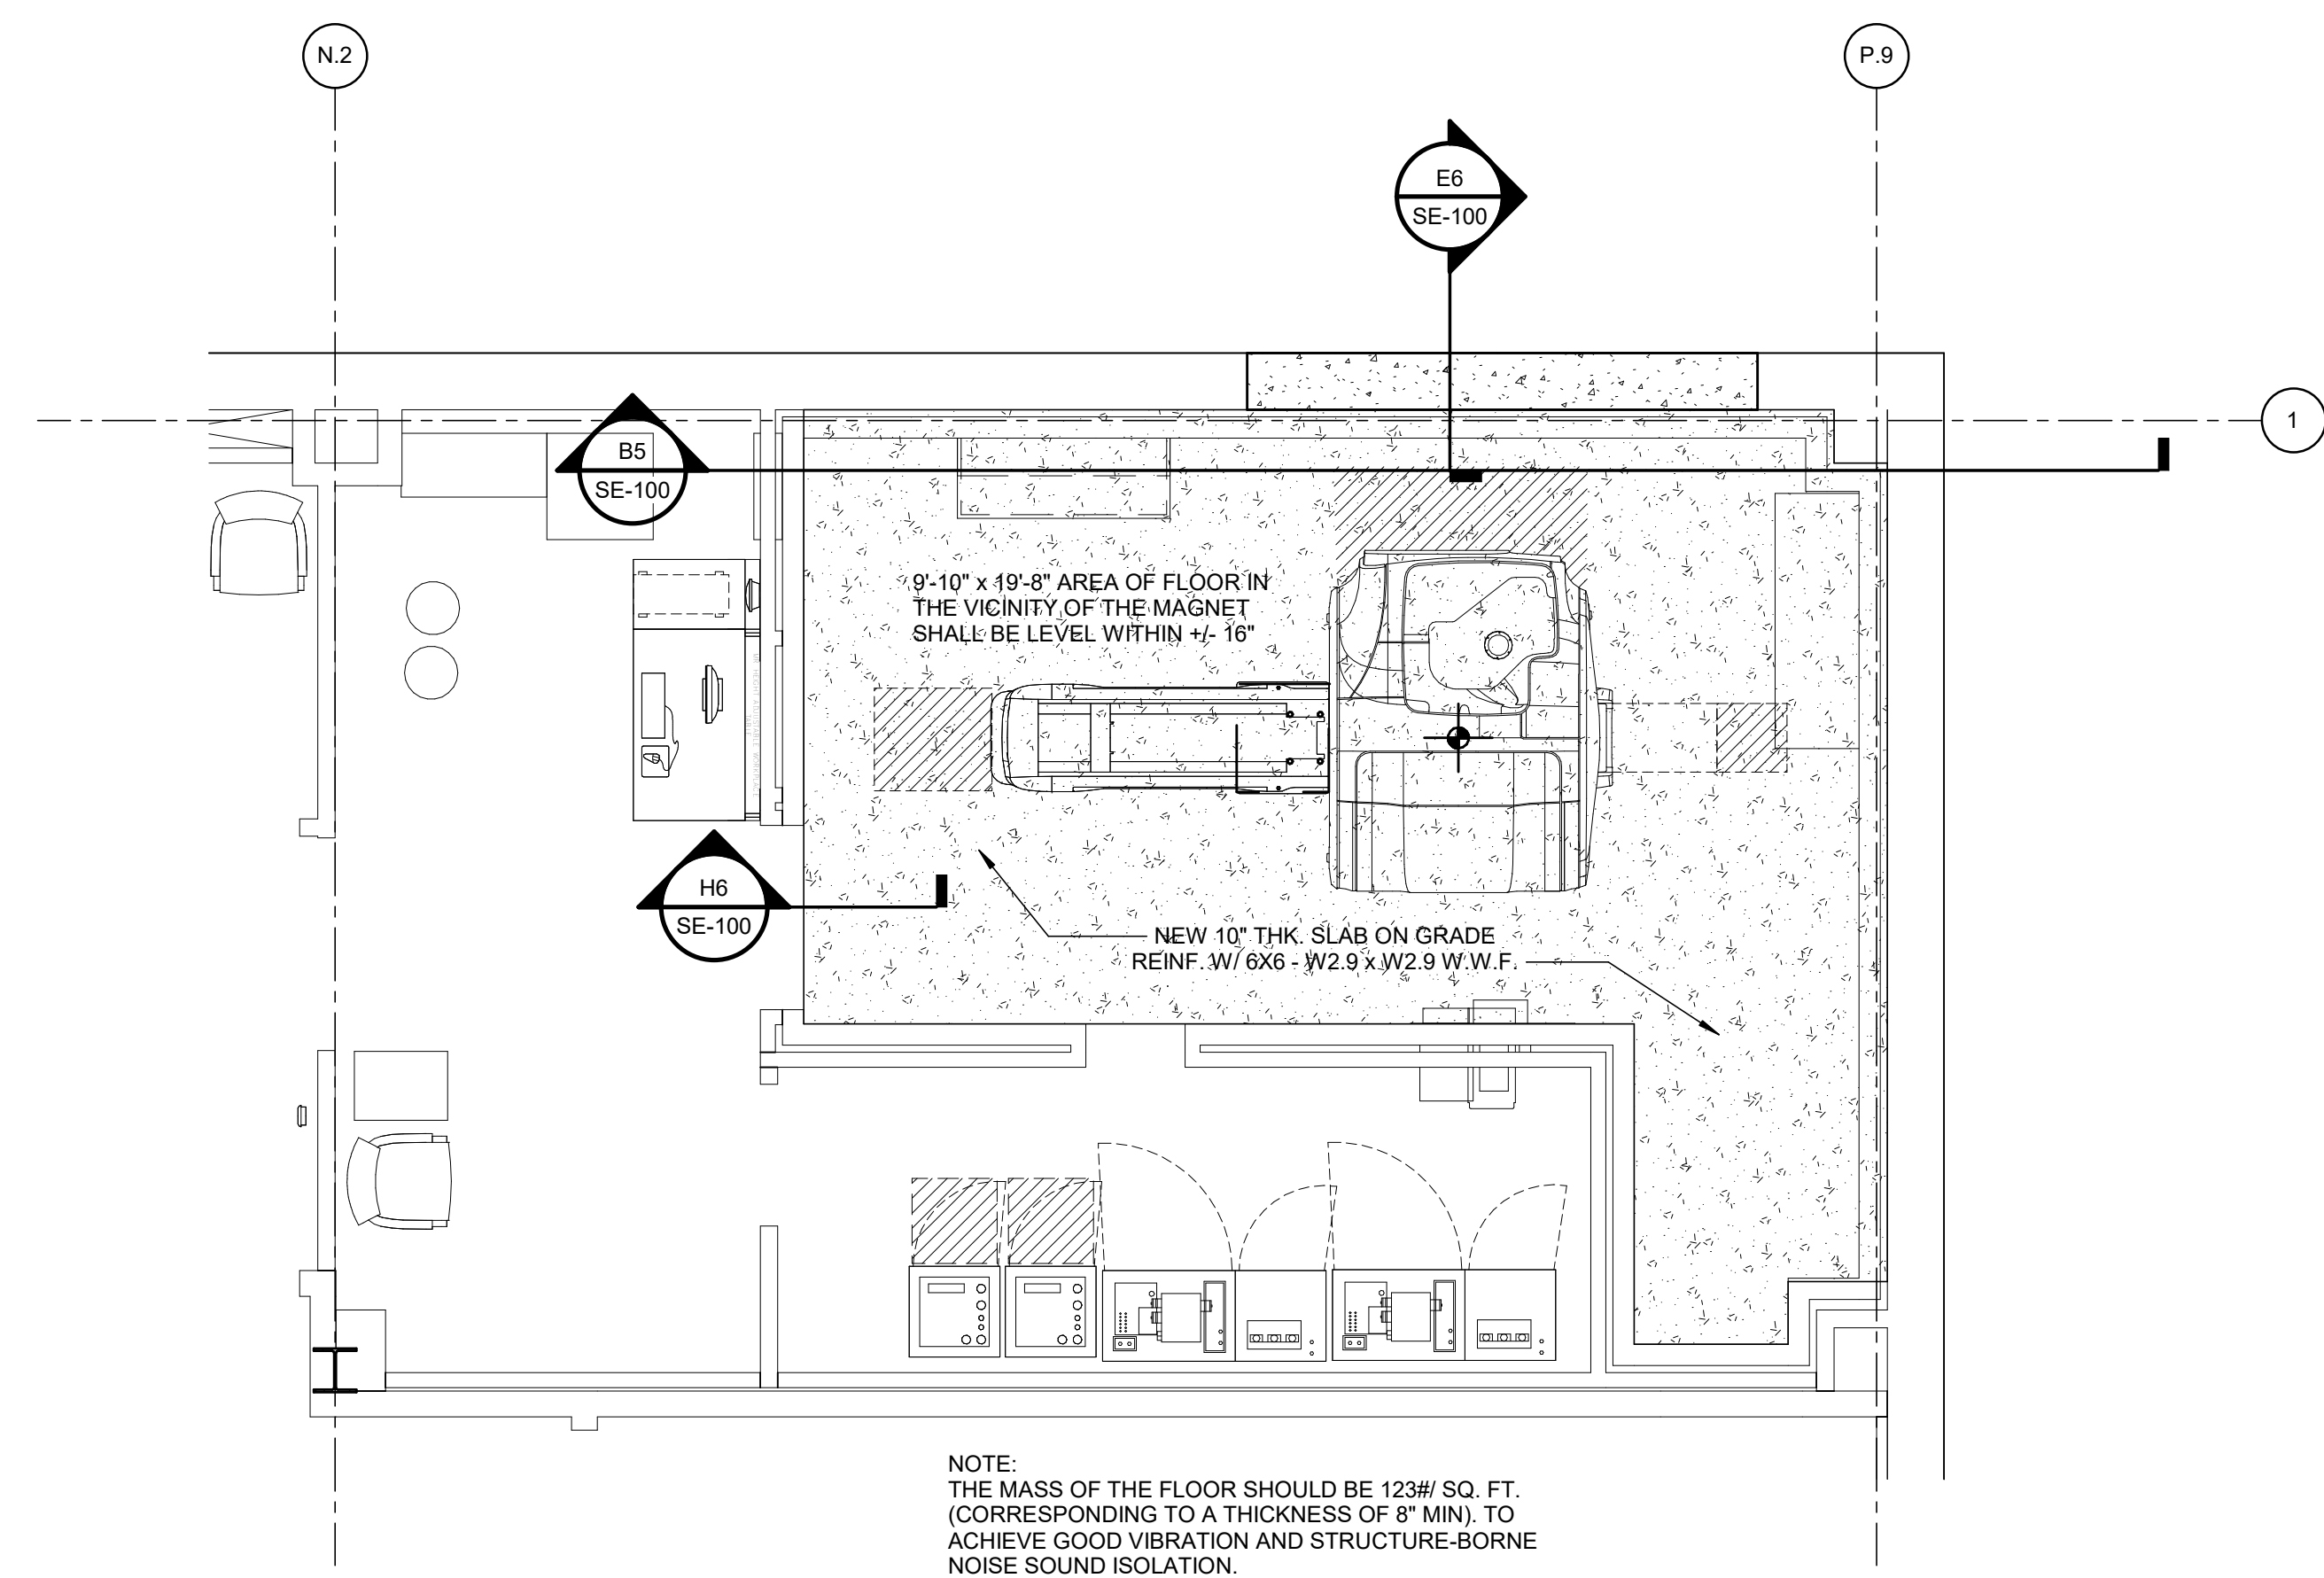 N.2
P.9
E6
SE-100
1
B5
SE-100
9'-10" x 19'-8" AREA OF FLOOR IN
THE VICINITY OF THE MAGNET
SHALL BE LEVEL WITHIN +/- 16"
H6
SE-100
NEW 10" THK. SLAB ON GRADE
REINF. W/ 6X6 - W2.9 x W2.9 W.W.F.
NOTE:
THE MASS OF THE FLOOR SHOULD BE 123#/ SQ. FT.
(CORRESPONDING TO A THICKNESS OF 8" MIN). TO
ACHIEVE GOOD VIBRATION AND STRUCTURE-BORNE
NOISE SOUND ISOLATION.